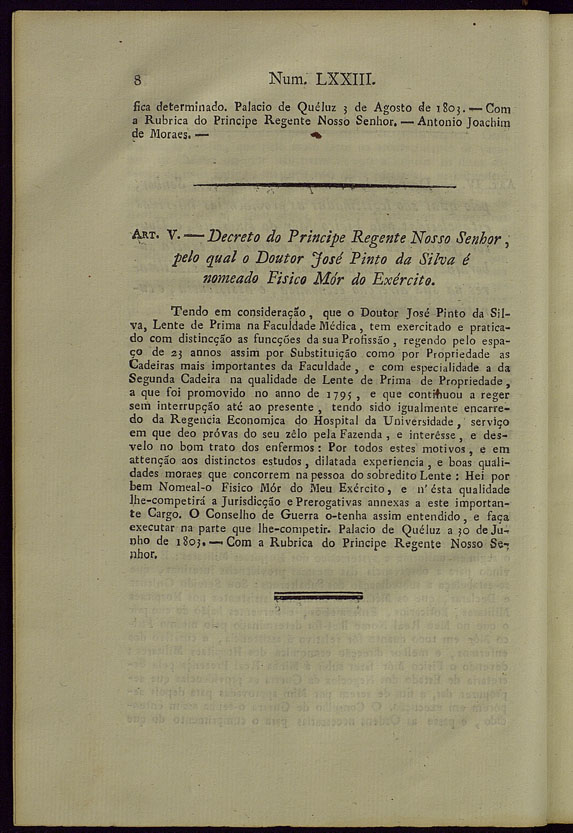 8 Num. LXXIII.
fica determinado. Palacio de Quéluz 3 de Agosto de 1803. — Com
a Rubrica do Principe Regente Nosso Senhor. — Antonio Joachim
de Moraes. —
ART. V. — Decreto do Principe Regente Nosso Senhor,
pelo qual o Doutor José Pinto da Silva é
nomeado Fisico Mór do Exército.
Tendo em consideração, que o Doutor José Pinto da Sil-
va, Lente de Prima na Faculdade Médica, tem exercitado e pratica-
do com distincção as funcções da sua Profissão, regendo pelo espa-
ço de 23 annos assim por Substituição como por Propriedade as
Cadeiras mais importantes da Faculdade, e com especialidade a da
Segunda Cadeira na qualidade de Lente de Prima de Propriedade,
a que foi promovido no anno de 1795, e que continuou a reger
sem interrupção até ao presente, tendo sido igualmente encarre-
do da Regencia Economica do Hospital da Universidade, serviço
em que deo próvas do seu zêlo pela Fazenda, e interésse, e des-
velo no bom trato dos enfermos: Por todos estes motivos, e em
attenção aos distinctos estudos, dilatada experiencia, e boas quali-
dades moraes que concorrem na pessoa do sobredito Lente: Hei por
bem Nomeal-o Fisico Mór do Meu Exército, e n'ésta qualidade
lhe-competirá a Jurisdicção e Prerogativas annexas a este importan-
te Cargo. O Conselho de Guerra o-tenha assim entendido, e faça
executar na parte que lhe-competir. Palacio de Quéluz a 30 de Ju-
nho de 1803. — Com a Rubrica do Principe Regente Nosso Se-
nhor.